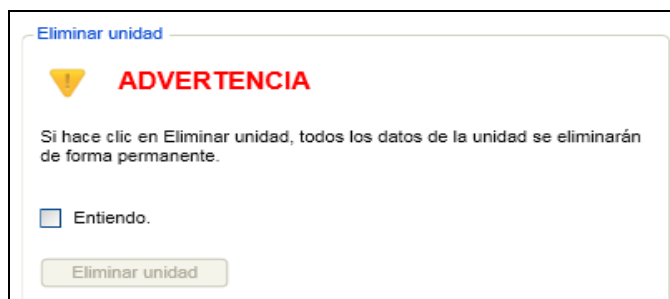 Eliminar unidad
ADVERTENCIA
Si hace clic en Eliminar unidad, todos los datos de la unidad se eliminarán
de forma permanente.
Entiendo.
Eliminar unidad